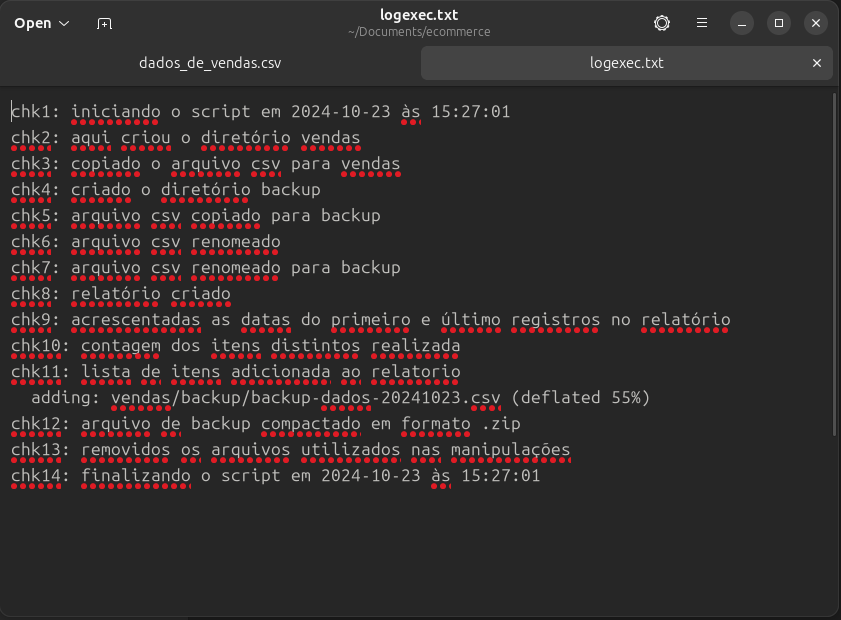 Open
logexec.txt
~/Documents/ecommerce
dados_de_vendas.csv
logexec.txt
chk1: iniciando o script em 2024-10-23 às 15:27:01
chk2: aqui criou o diretório vendas
chk3: copiado o arquivo csv para vendas
chk4: criado o diretório backup
chk5: arquivo csv copiado para backup
chk6: arquivo csv renomeado
chk7: arquivo csv renomeado para backup
chk8: relatório criado
chk9: acrescentadas as datas do primeiro e último registros no relatório
chk10: contagem dos itens distintos realizada
chk11: lista de itens adicionada ao relatorio
  adding: vendas/backup/backup-dados-20241023.csv (deflated 55%)
chk12: arquivo de backup compactado em formato .zip
chk13: removidos os arquivos utilizados nas manipulações
chk14: finalizando o script em 2024-10-23 às 15:27:01